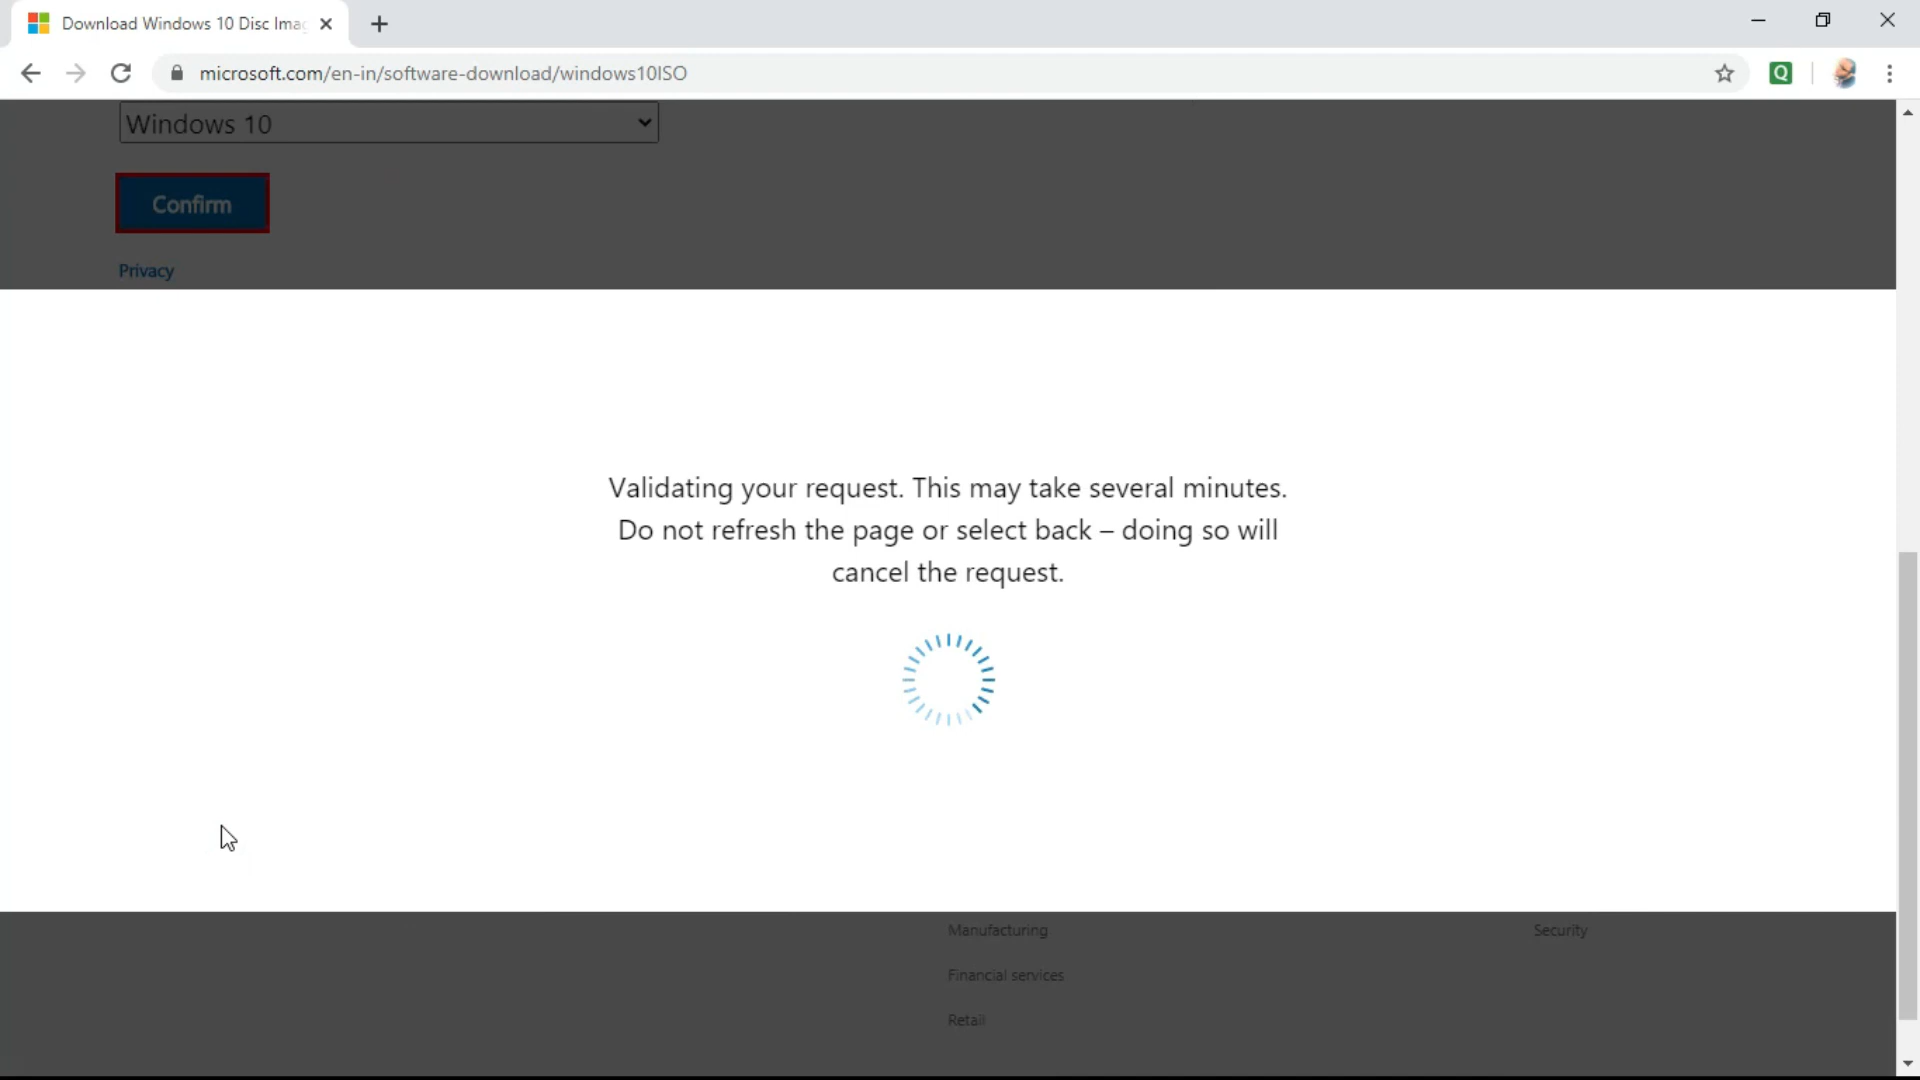 Download Windows 10 Disc Imag
microsoft.com/en-in/software-download/windows10ISO
Q
Windows 10
Confirm
Privacy
Validating your request. This may take several minutes.
Do not refresh the page or select back – doing so will
cancel the request.
Manufacturing
Security
Financial services
Retail